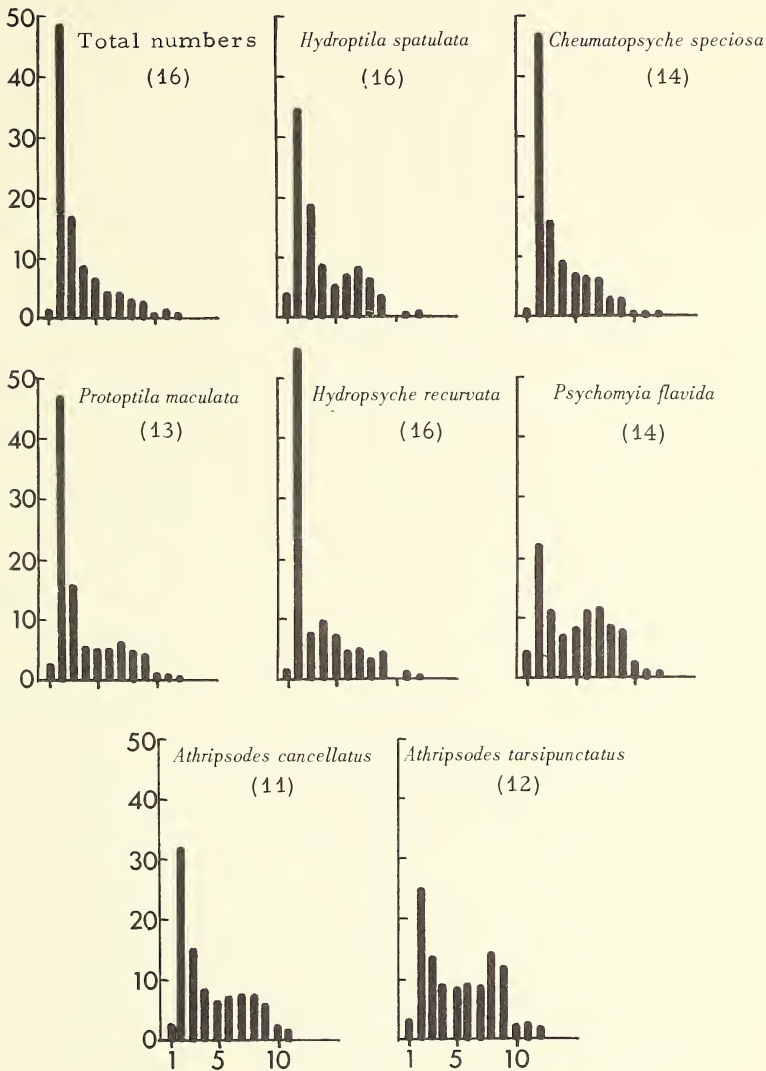 50 Total numbers Hydroptila spatulata Cheumatopsyche speciosa
40 (16) (16) (14)
30
20
10
0
50 Protoptila maculata Hydropsyche recurvata Psychomyia flavida
40 (13) (16) (14)
30
20
10
0
50 Athripsodes cancellatus Athripsodes tarsipunctatus
40 (11) (12)
30
20
10
0
1 5 10 1 5 10